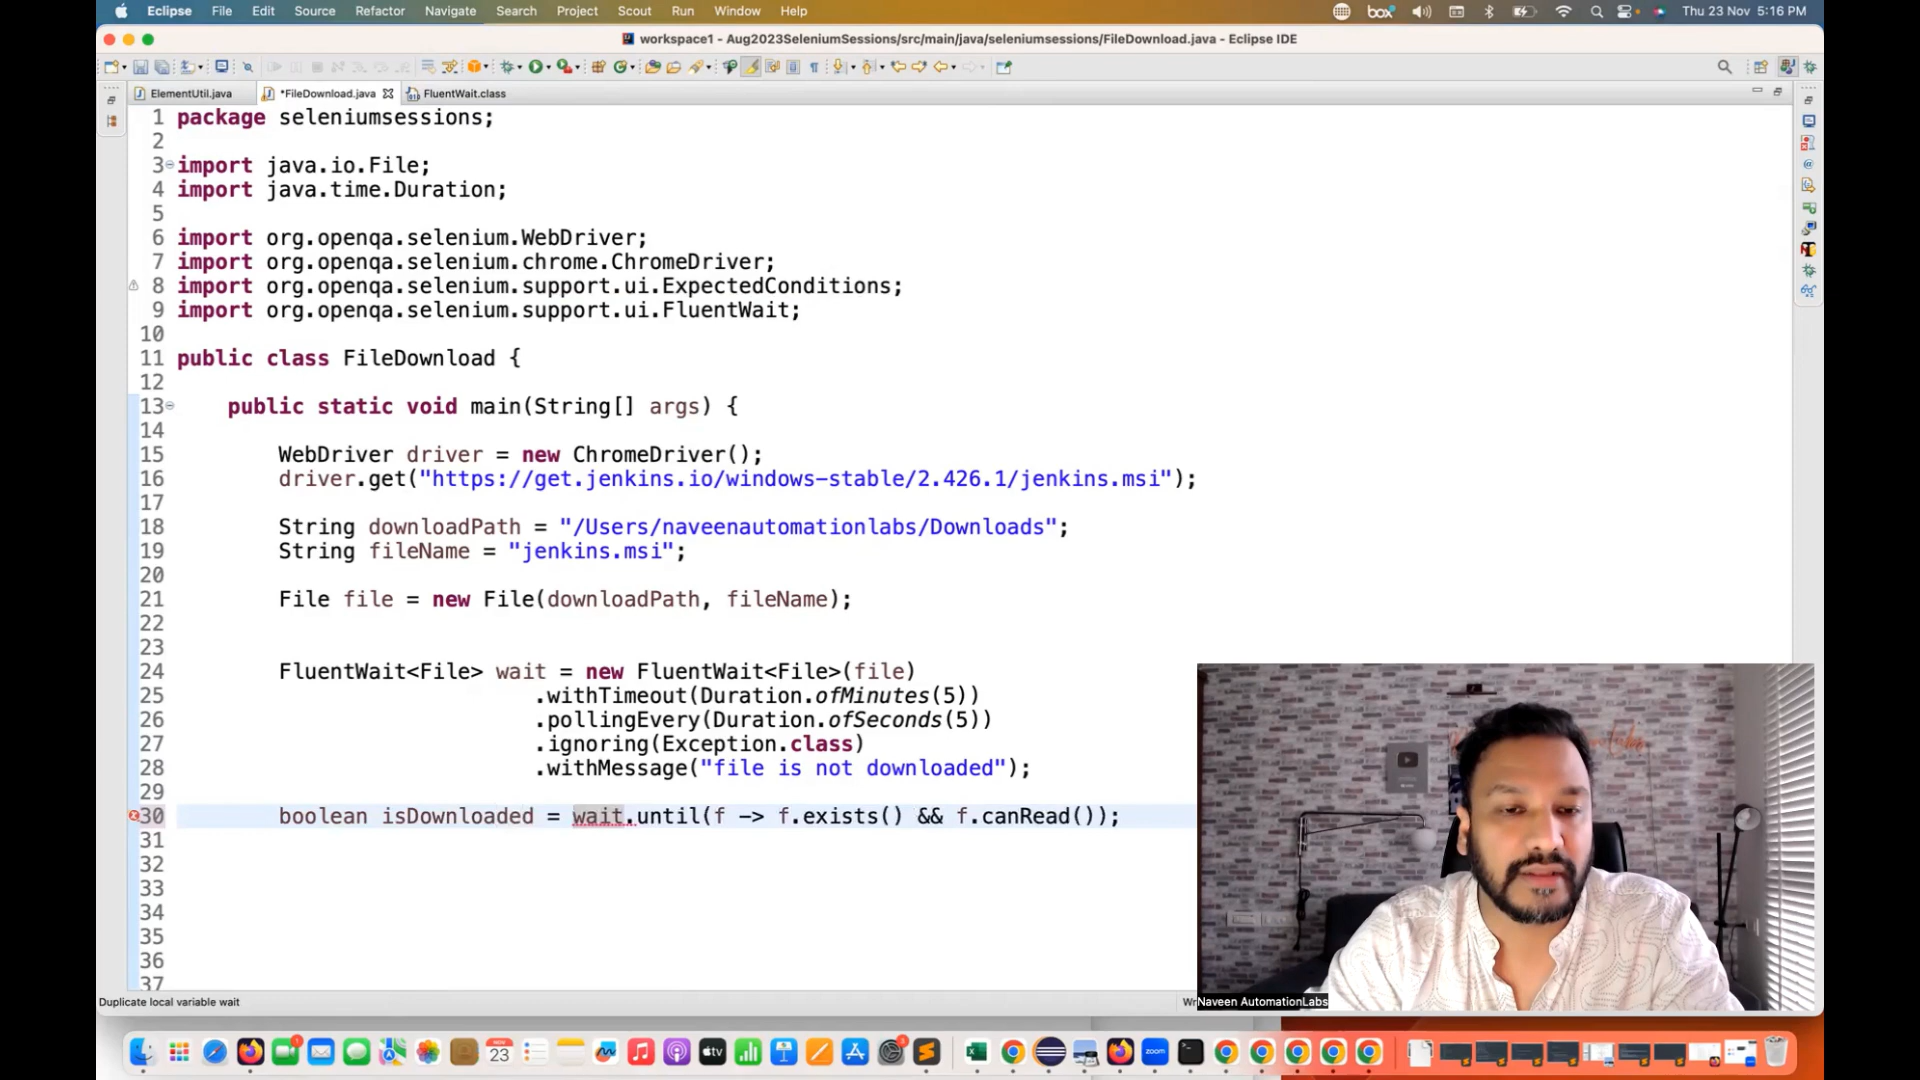 Eclipse File Edit Source Refactor Navigate Search Project Scout Run Window Help box Thu 23 Nov 5:16 PM
workspace1 - Aug2023SeleniumSessions/src/main/java/seleniumsessions/FileDownload.java - Eclipse IDE
ElementUtil.java *FileDownload.java FluentWait.class
1 package seleniumsessions;
2
3 import java.io.File;
4 import java.time.Duration;
5
6 import org.openqa.selenium.WebDriver;
7 import org.openqa.selenium.chrome.ChromeDriver;
8 import org.openqa.selenium.support.ui.ExpectedConditions;
9 import org.openqa.selenium.support.ui.FluentWait;
10
11 public class FileDownload {
12
13 public static void main(String[] args) {
14
15 WebDriver driver = new ChromeDriver();
16 driver.get("https://get.jenkins.io/windows-stable/2.426.1/jenkins.msi");
17
18 String downloadPath = "/Users/naveenautomationlabs/Downloads";
19 String fileName = "jenkins.msi";
20
21 File file = new File(downloadPath, fileName);
22
23
24 FluentWait<File> wait = new FluentWait<File>(file)
25 .withTimeout(Duration.ofMinutes(5))
26 .pollingEvery(Duration.ofSeconds(5))
27 .ignoring(Exception.class)
28 .withMessage("file is not downloaded");
29
30 boolean isDownloaded = wait.until(f -> f.exists() && f.canRead());
31
32
33
34
35
36
37
Duplicate local variable wait
Naveen AutomationLabs
NOV
23
tv
zoom